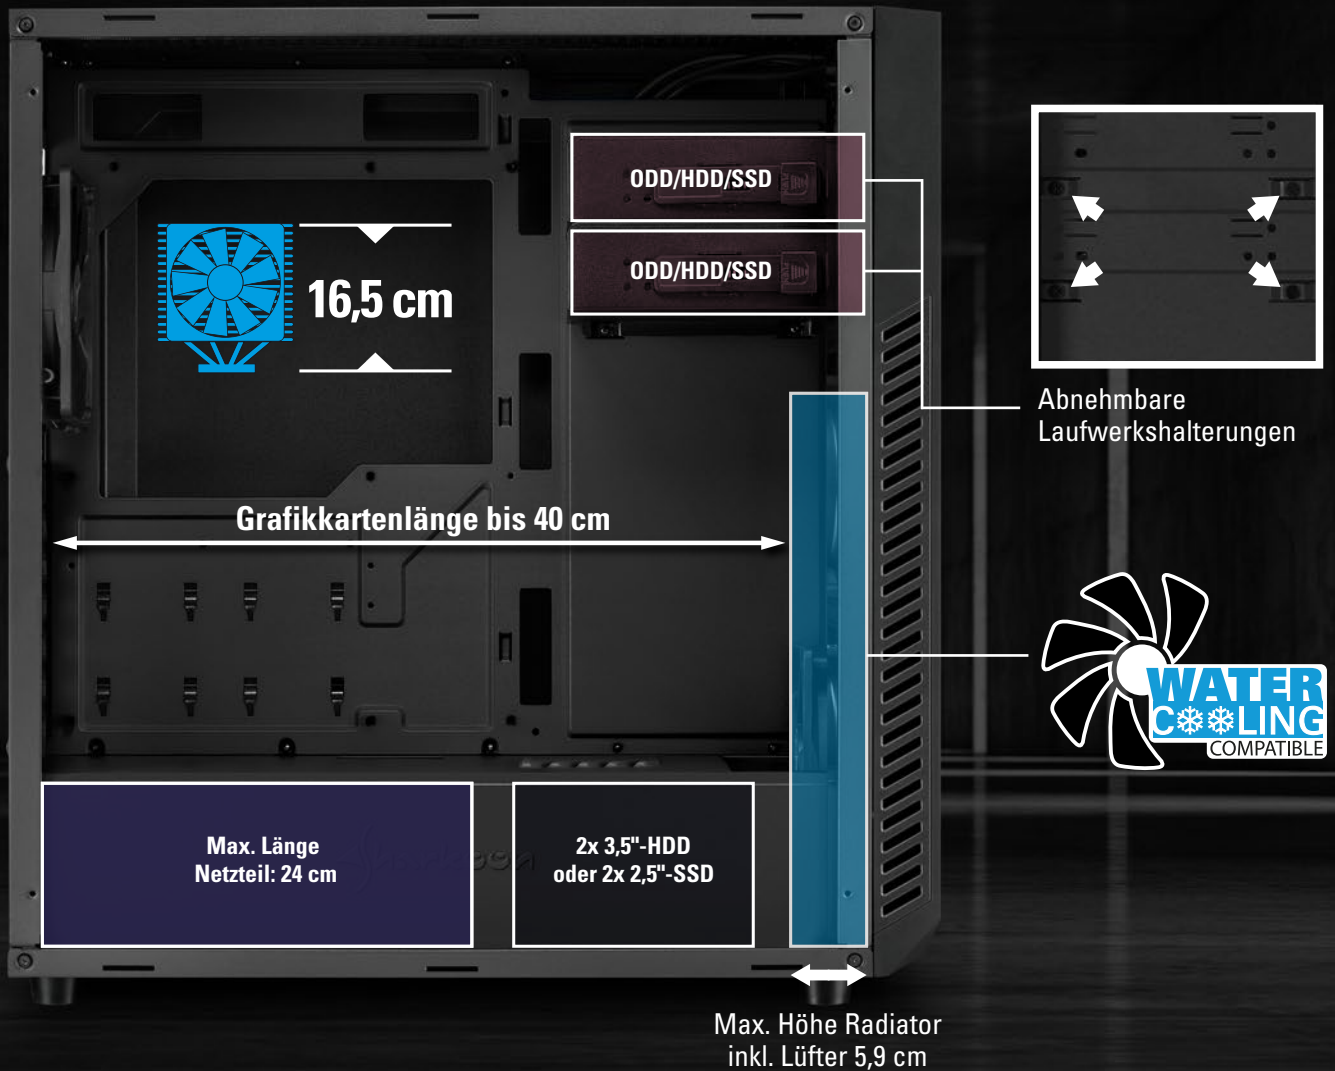 ODD/HDD/SSD
ODD/HDD/SSD
16,5 cm
Abnehmbare
Laufwerkshalterungen
Grafikkartenlänge bis 40 cm
WATER
COOLING
COMPATIBLE
Max. Länge
Netzteil: 24 cm
2x 3,5"-HDD
oder 2x 2,5"-SSD
Max. Höhe Radiator
inkl. Lüfter 5,9 cm